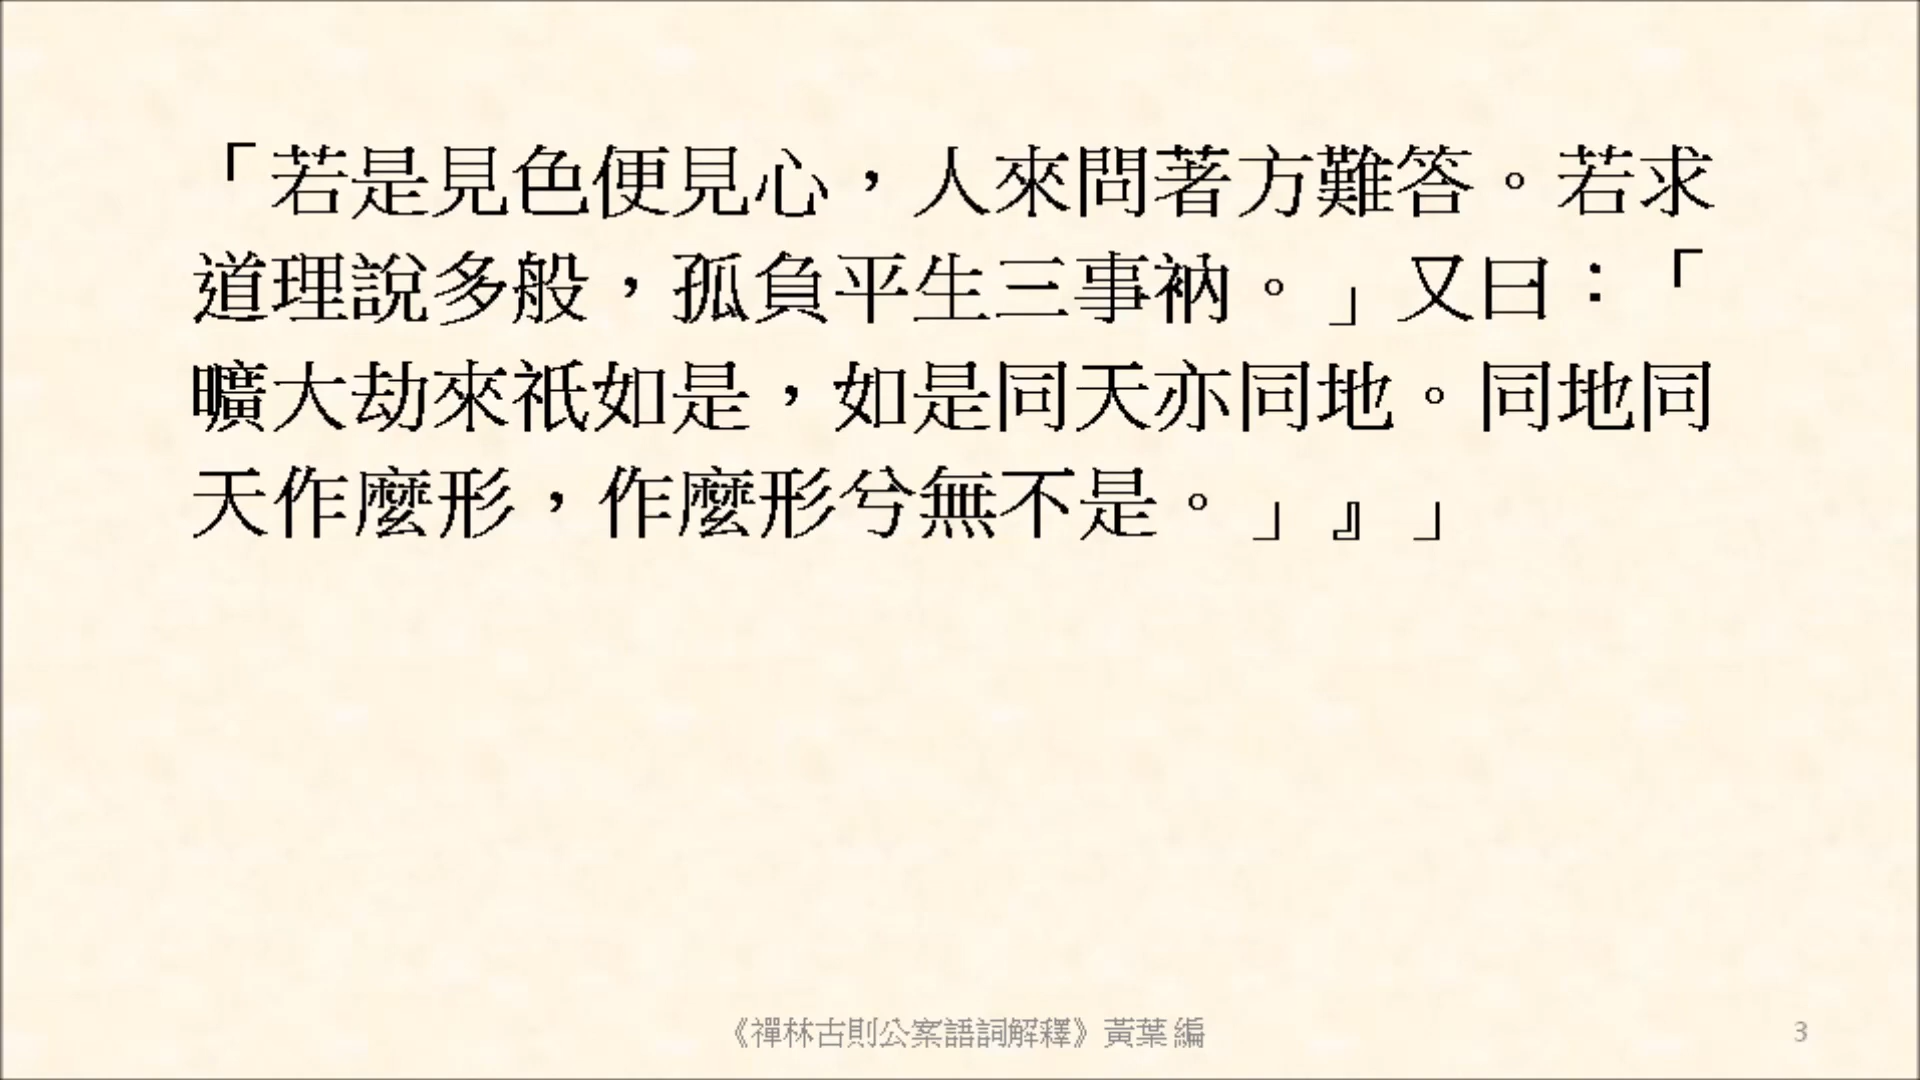 「若是見色便見心，人來問著方難答。若求
道理說多般，孤負平生三事衲。」又曰：「
曠大劫來祇如是，如是同天亦同地。同地同
天作麼形，作麼形兮無不是。」』」
《禪林古則公案語詞解釋》黃葉 編
3